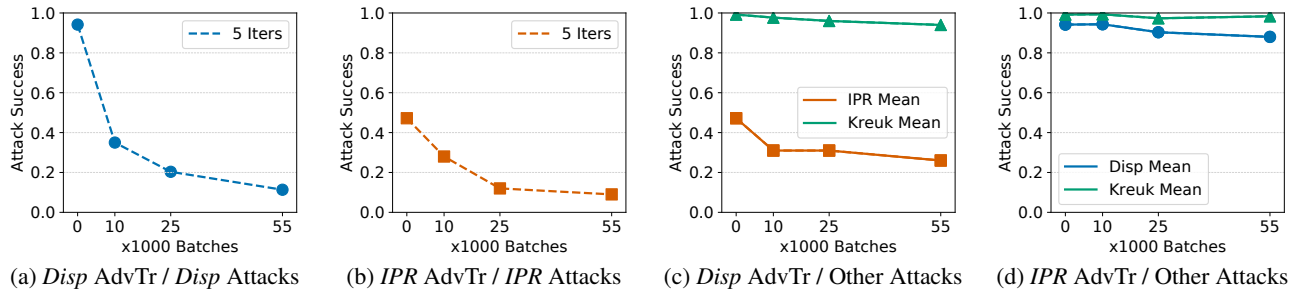 1.0
0.8
0.6
0.4
0.2
0.0
Attack Success
5 Iters
0 10 25 55
x1000 Batches
(a) Disp AdvTr / Disp Attacks
1.0
0.8
0.6
0.4
0.2
0.0
Attack Success
5 Iters
0 10 25 55
x1000 Batches
(b) IPR AdvTr / IPR Attacks
1.0
0.8
0.6
0.4
0.2
0.0
Attack Success
IPR Mean
Kreuk Mean
0 10 25 55
x1000 Batches
(c) Disp AdvTr / Other Attacks
1.0
0.8
0.6
0.4
0.2
0.0
Attack Success
Disp Mean
Kreuk Mean
0 10 25 55
x1000 Batches
(d) IPR AdvTr / Other Attacks